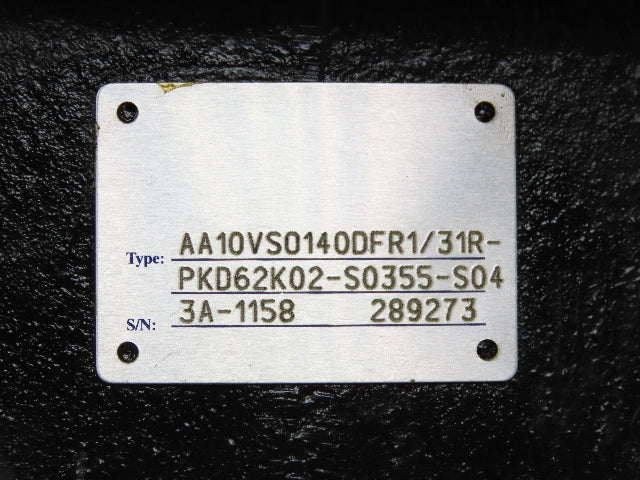 Type: AA10VSO140DFR1/31R-
PKD62K02-SO355-SO4
S/N: 3A-1158 289273